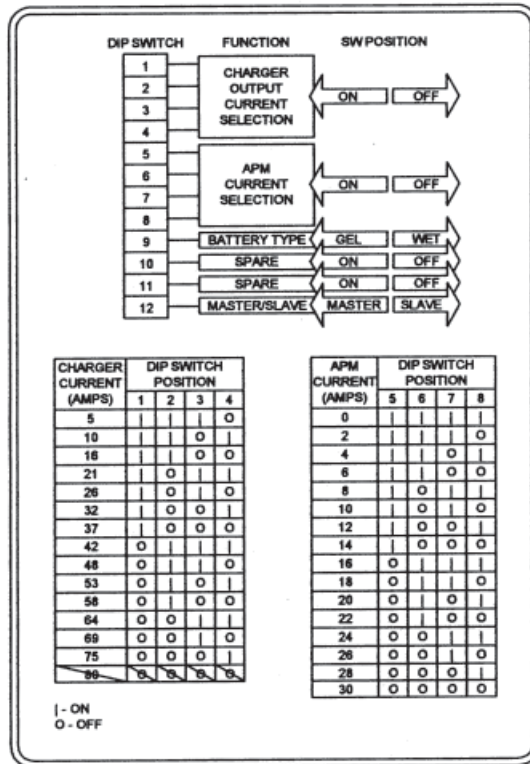 DIP SWITCH FUNCTION SW POSITION
1
2
3
4
CHARGER
OUTPUT
CURRENT
SELECTION
ON OFF
5
6
7
8
APM
CURRENT
SELECTION
ON OFF
9 BATTERY TYPE GEL WET
10 SPARE ON OFF
11 SPARE ON OFF
12 MASTER/SLAVE MASTER SLAVE
CHARGER
CURRENT
(AMPS)
DIP SWITCH
POSITION
1 2 3 4
5 | | | O
10 | | O |
16 | | O O
21 | O | |
26 | O | O
32 | O O |
37 | O O O
42 O | | |
48 O | | O
53 O | O |
58 O | O O
64 O O | |
69 O O | O
75 O O O |
80 O O O O
| - ON
O - OFF
APM
CURRENT
(AMPS)
DIP SWITCH
POSITION
5 6 7 8
0 | | | |
2 | | | O
4 | | O |
6 | | O O
8 | O | |
10 | O | O
12 | O O |
14 | O O O
16 O | | |
18 O | | O
20 O | O |
22 O | O O
24 O O | |
26 O O | O
28 O O O |
30 O O O O